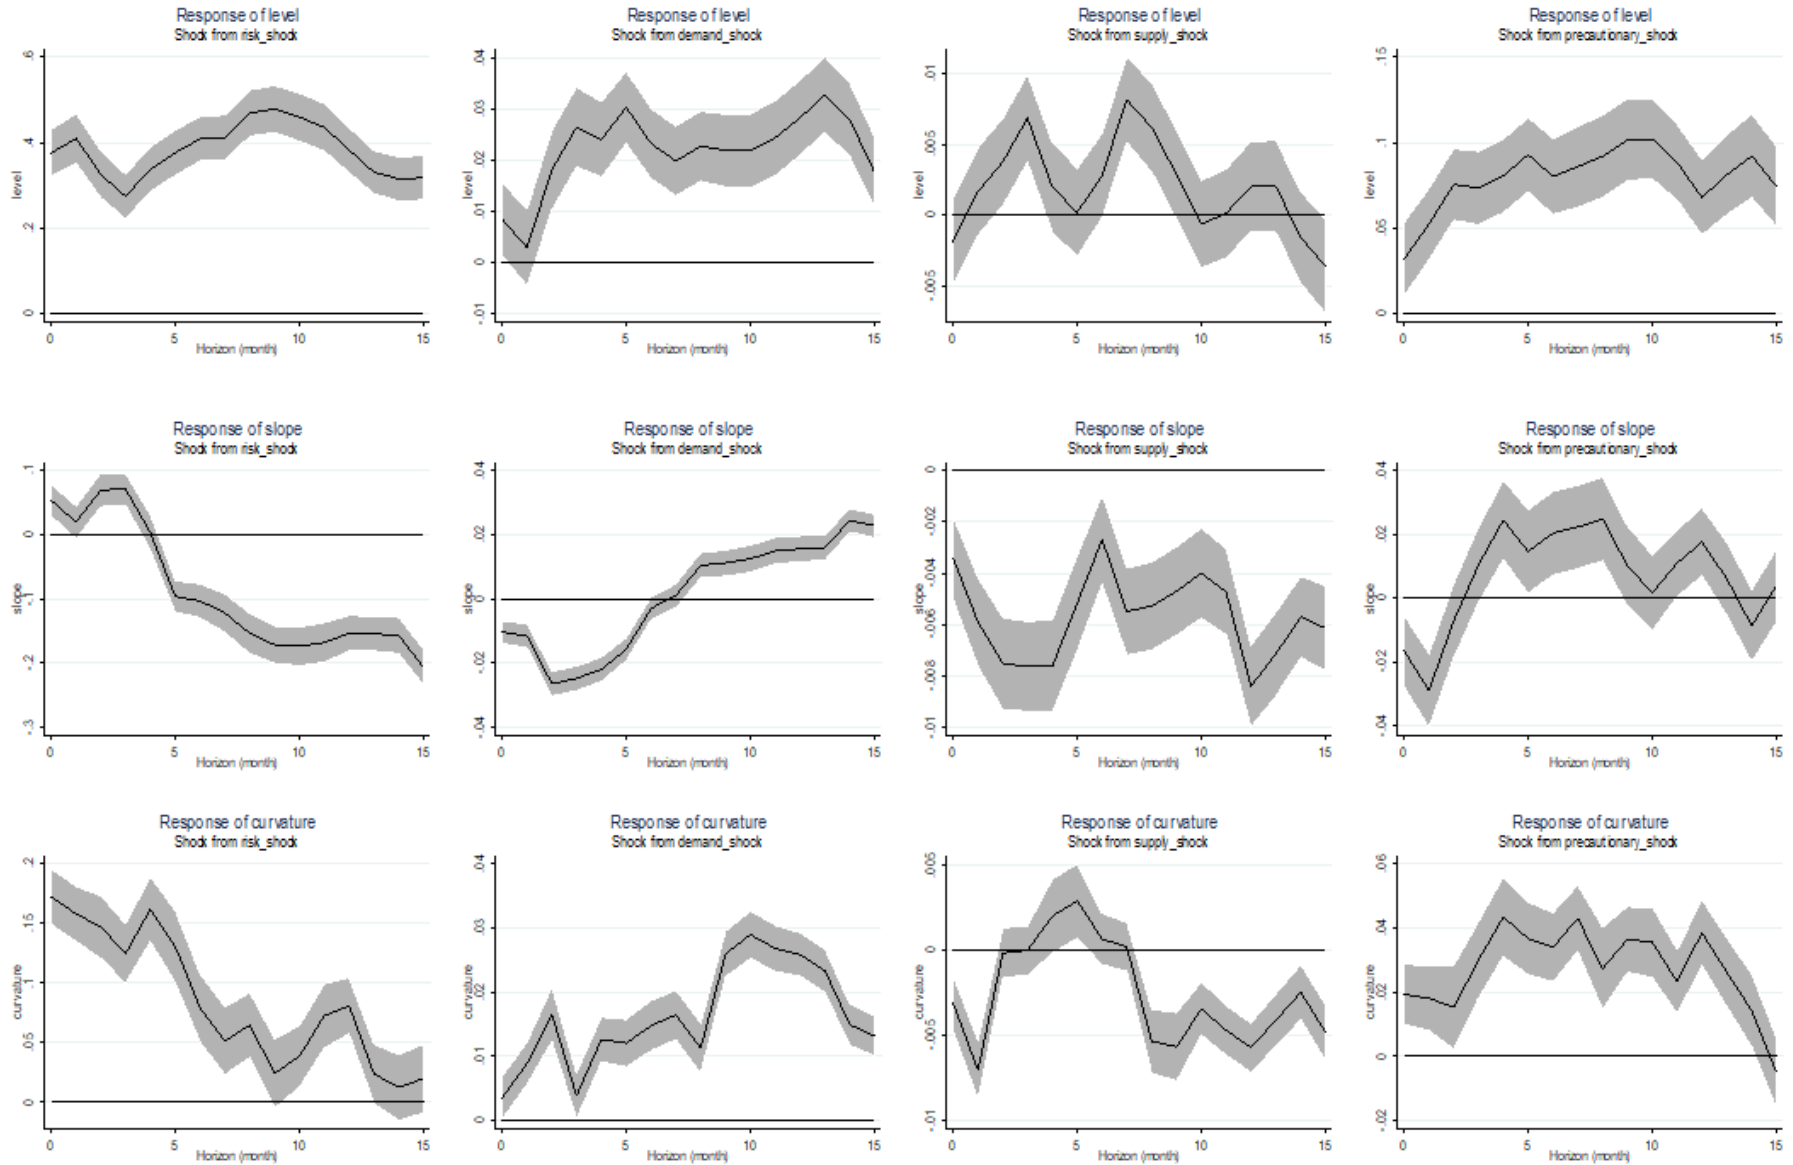 Response of level
Shock from risk_shock
level
.6
.4
.2
0
0 5 10 15
Horizon (month)
Response of level
Shock from demand_shock
level
.04
.03
.02
.01
0
-.01
0 5 10 15
Horizon (month)
Response of level
Shock from supply_shock
level
.01
.005
0
-.005
0 5 10 15
Horizon (month)
Response of level
Shock from precautionary_shock
level
.15
.1
.05
0
0 5 10 15
Horizon (month)
Response of slope
Shock from risk_shock
slope
.1
0
-.1
-.2
-.3
0 5 10 15
Horizon (month)
Response of slope
Shock from demand_shock
slope
.04
.02
0
-.02
-.04
0 5 10 15
Horizon (month)
Response of slope
Shock from supply_shock
slope
0
-.002
-.004
-.006
-.008
-.01
0 5 10 15
Horizon (month)
Response of slope
Shock from precautionary_shock
slope
.04
.02
0
-.02
-.04
0 5 10 15
Horizon (month)
Response of curvature
Shock from risk_shock
curvature
.2
.15
.1
.05
0
0 5 10 15
Horizon (month)
Response of curvature
Shock from demand_shock
curvature
.04
.03
.02
.01
0
0 5 10 15
Horizon (month)
Response of curvature
Shock from supply_shock
curvature
.005
0
-.005
-.01
0 5 10 15
Horizon (month)
Response of curvature
Shock from precautionary_shock
curvature
.06
.04
.02
0
-.02
0 5 10 15
Horizon (month)